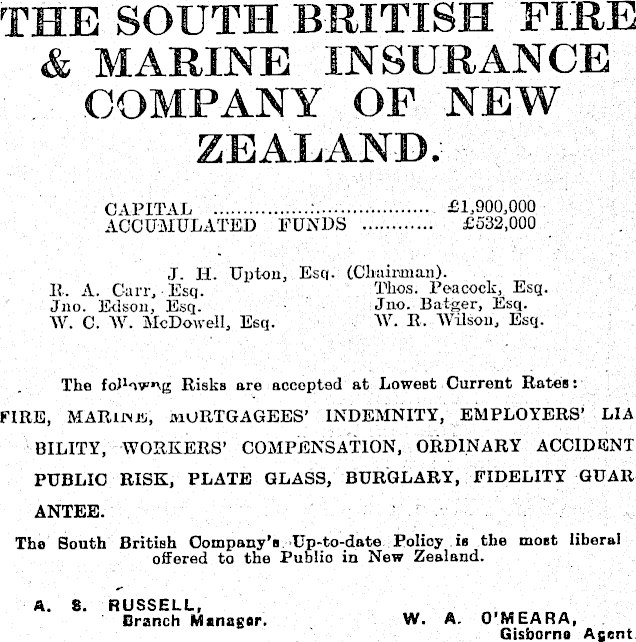 THE SOUTH BRITISH FIRE
& MARINE INSURANCE
COMPANY OF NEW
ZEALAND.
CAPITAL .................................. £1,900,000
ACCUMULATED FUNDS ............ £532,000
J. H. Upton, Esq. (Chairman).
R. A. Carr, Esq. Thos. Peacock, Esq.
Jno. Edson, Esq. Jno. Batger, Esq.
W. C. W. McDowell, Esq. W. R. Wilson, Esq.
The following Risks are accepted at Lowest Current Rates:
FIRE, MARINE, MORTGAGEES' INDEMNITY, EMPLOYERS' LIA
BILITY, WORKERS' COMPENSATION, ORDINARY ACCIDENT
PUBLIC RISK, PLATE GLASS, BURGLARY, FIDELITY GUAR
ANTEE.
The South British Company's Up-to-date Policy is the most liberal
offered to the Public in New Zealand.
A. S. RUSSELL,
Branch Manager.
W. A. O'MEARA,
Gisborne Agent